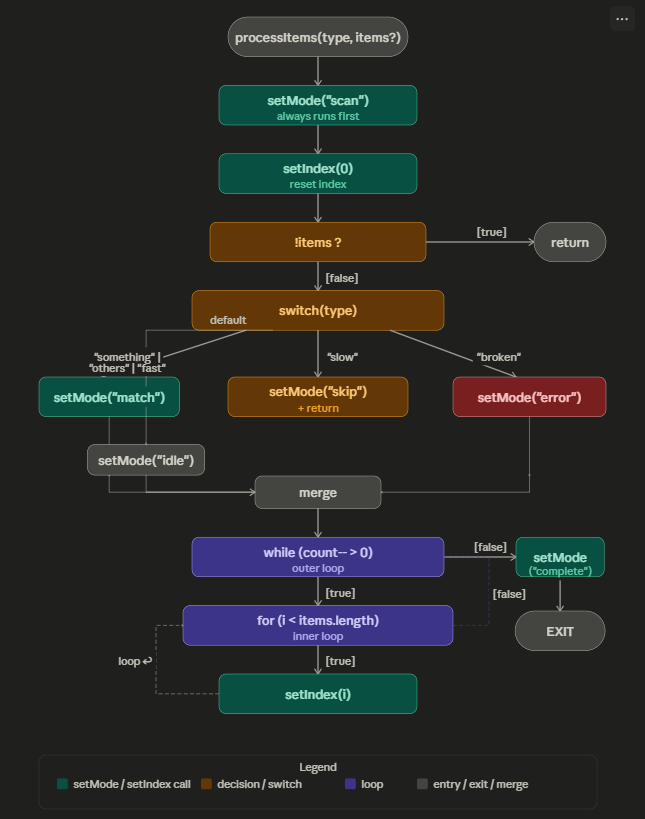 processItems(type, items?)
setMode("scan")
always runs first
setIndex(0)
reset index
!items ?
[true]
return
[false]
switch(type)
default
"something" |
"others" | "fast"
"slow"
"broken"
setMode("match")
setMode("skip")
+ return
setMode("error")
setMode("idle")
merge
while (count-- > 0)
outer loop
[false]
setMode
("complete")
[true]
[false]
for (i < items.length)
inner loop
EXIT
[true]
loop ↩
setIndex(i)
Legend
setMode / setIndex call
decision / switch
loop
entry / exit / merge